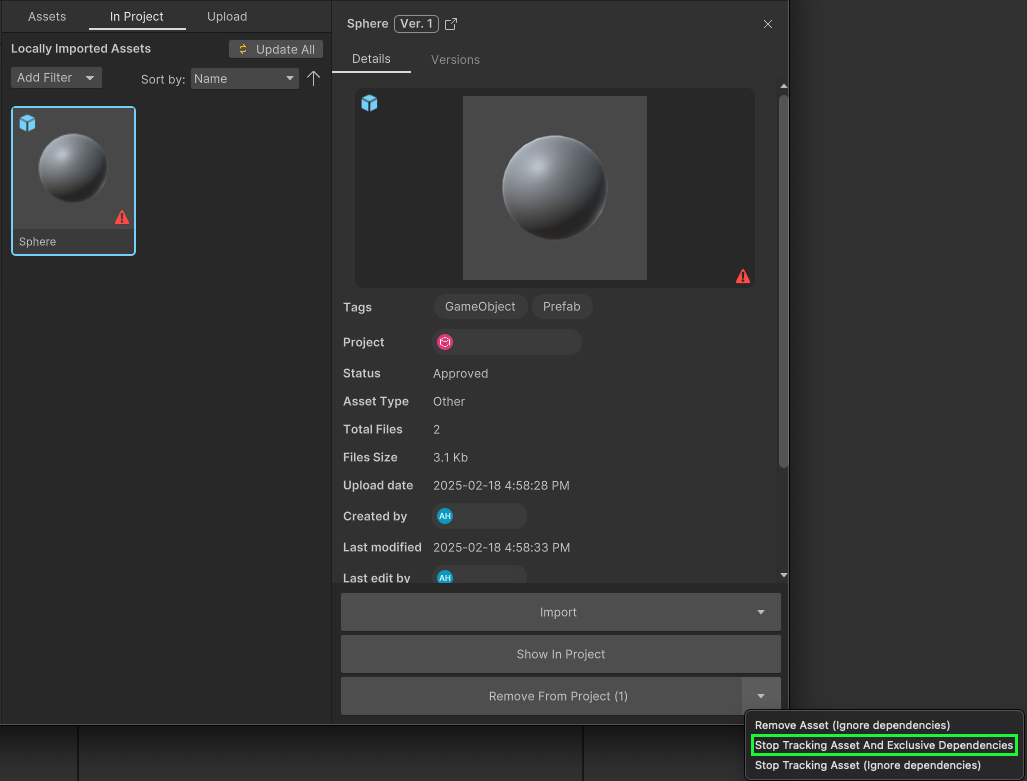 Assets In Project Upload
Locally Imported Assets Update All
Add Filter Sort by: Name
Sphere
Sphere Ver. 1
Details Versions
Tags GameObject Prefab
Project
Status Approved
Asset Type Other
Total Files 2
Files Size 3.1 Kb
Upload date 2025-02-18 4:58:28 PM
Created by AH
Last modified 2025-02-18 4:58:33 PM
Last edit by AH
Import
Show In Project
Remove From Project (1)
Remove Asset (Ignore dependencies)
Stop Tracking Asset And Exclusive Dependencies
Stop Tracking Asset (Ignore dependencies)